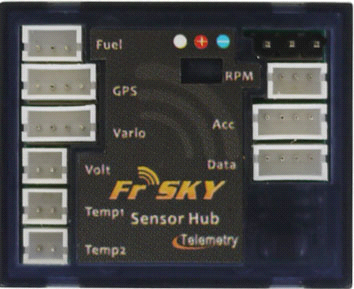 Fuel
RPM
GPS
Acc
Vario
Data
Volt
FrSKY
Temp1
Sensor Hub
Telemetry
Temp2